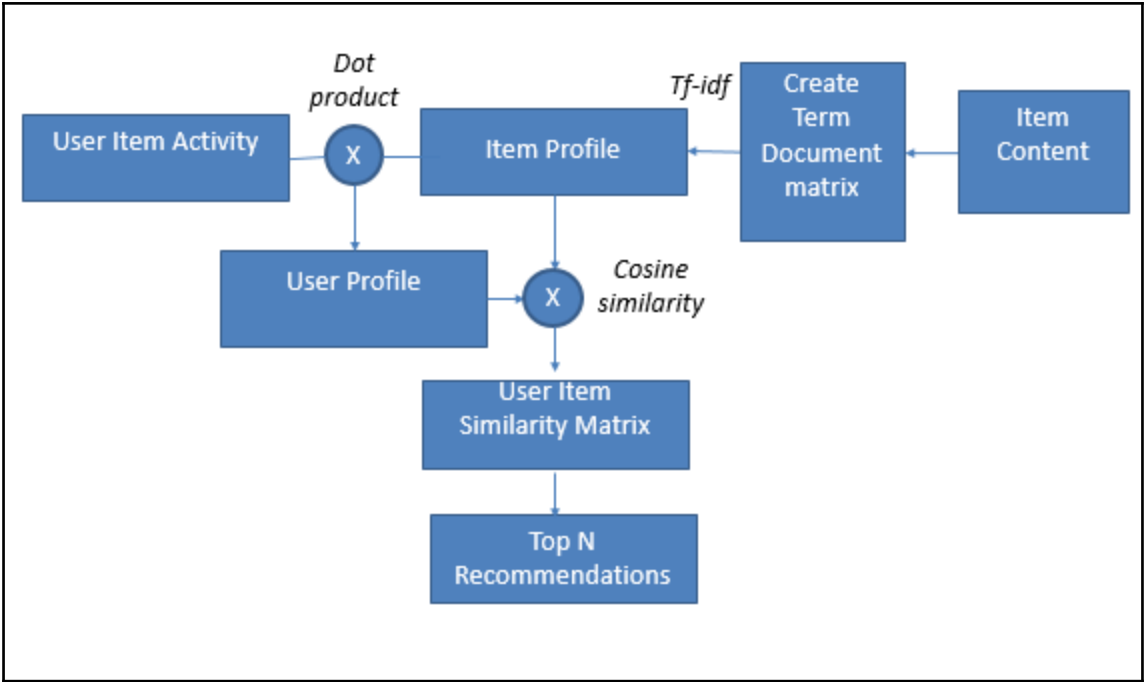 Dot
product
Tf-idf
Create
Term
Document
matrix
Item
Content
User Item Activity
X
Item Profile
User Profile
X
Cosine
similarity
User Item
Similarity Matrix
Top N
Recommendations